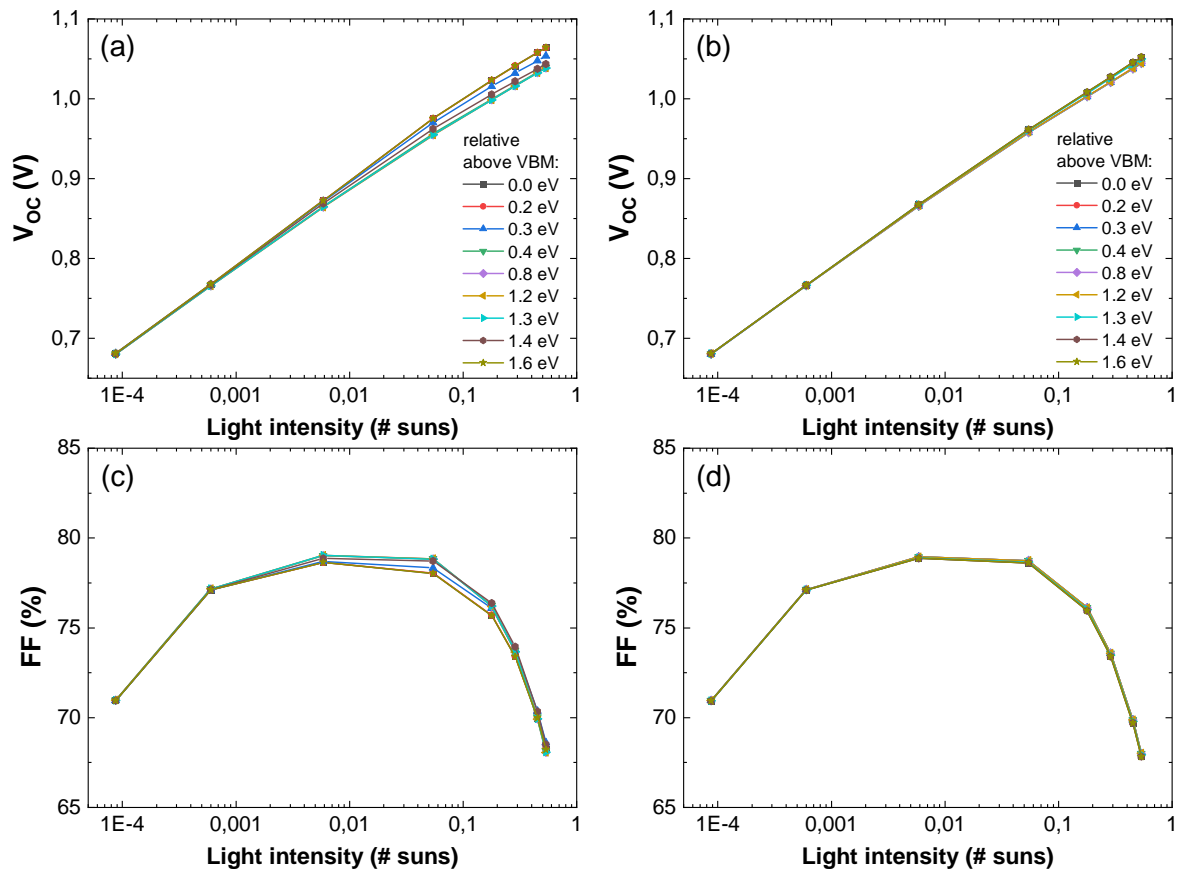 (a)
1,1
1,0
0,9
0,8
0,7
V_OC (V)
relative
above VBM:
0.0 eV
0.2 eV
0.3 eV
0.4 eV
0.8 eV
1.2 eV
1.3 eV
1.4 eV
1.6 eV
1E-4 0,001 0,01 0,1 1
Light intensity (# suns)
(b)
1,1
1,0
0,9
0,8
0,7
V_OC (V)
relative
above VBM:
0.0 eV
0.2 eV
0.3 eV
0.4 eV
0.8 eV
1.2 eV
1.3 eV
1.4 eV
1.6 eV
1E-4 0,001 0,01 0,1 1
Light intensity (# suns)
(c)
85
80
75
70
65
FF (%)
1E-4 0,001 0,01 0,1 1
Light intensity (# suns)
(d)
85
80
75
70
65
FF (%)
1E-4 0,001 0,01 0,1 1
Light intensity (# suns)